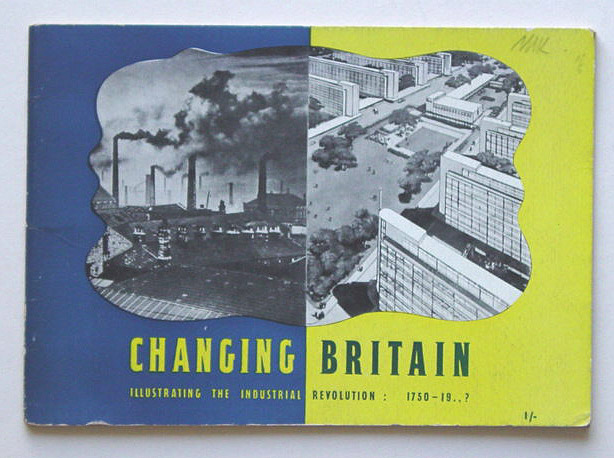 CHANGING BRITAIN
ILLUSTRATING THE INDUSTRIAL REVOLUTION : 1750–19..?
1/-